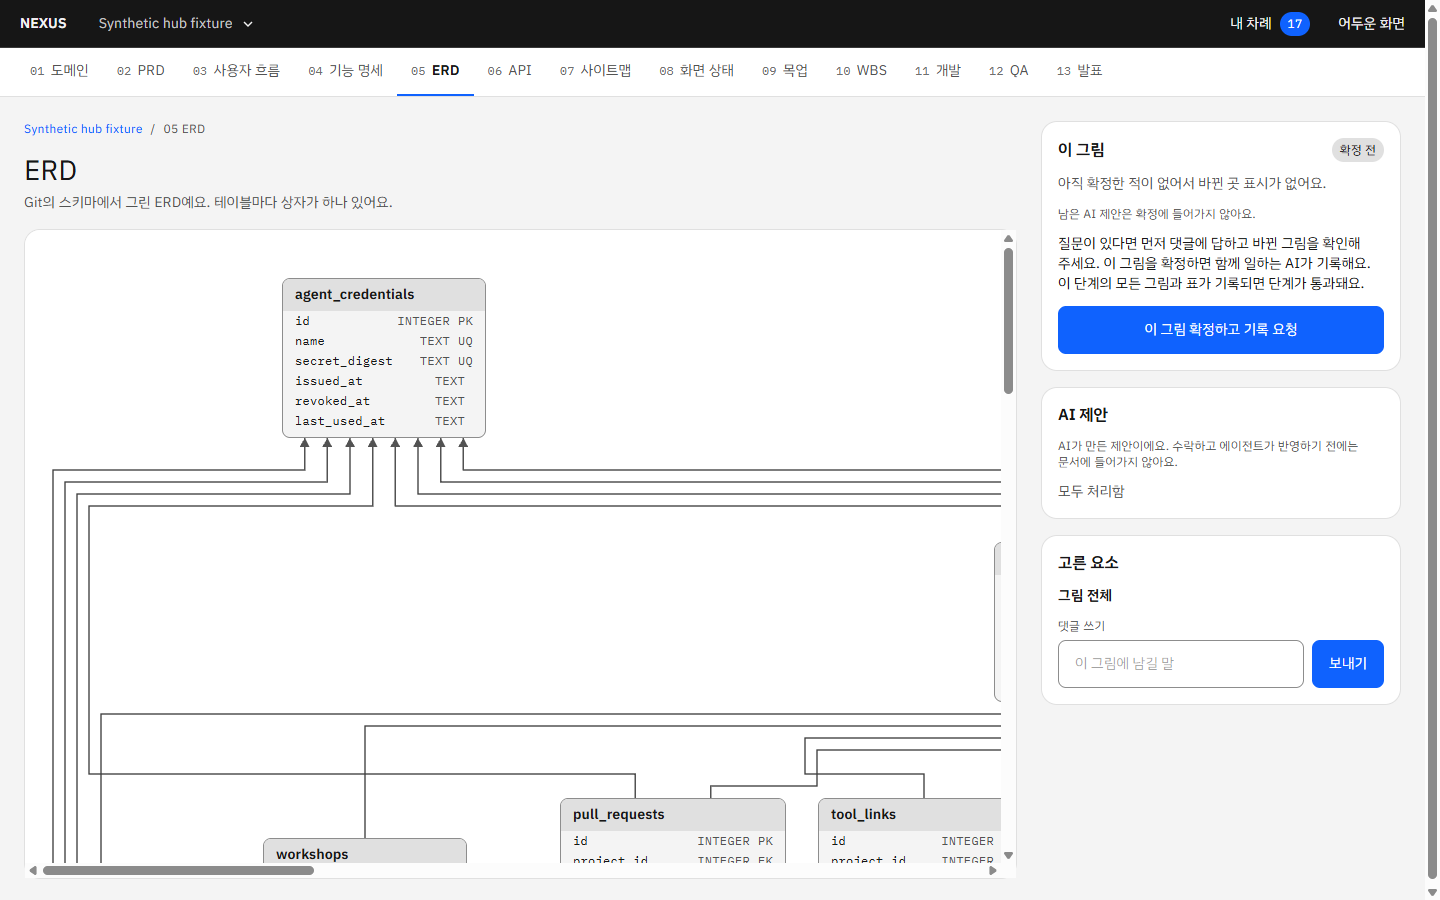 NEXUS
Synthetic hub fixture
내 차례 17
어두운 화면
01 도메인
02 PRD
03 사용자 흐름
04 기능 명세
05 ERD
06 API
07 사이트맵
08 화면 상태
09 목업
10 WBS
11 개발
12 QA
13 발표
Synthetic hub fixture / 05 ERD
ERD
Git의 스키마에서 그린 ERD예요. 테이블마다 상자가 하나 있어요.
agent_credentials
id INTEGER PK
name TEXT UQ
secret_digest TEXT UQ
issued_at TEXT
revoked_at TEXT
last_used_at TEXT
pull_requests
id INTEGER PK
project_id INTEGER FK
tool_links
id INTEGER
project_id INTEGER
workshops
이 그림
확정 전
아직 확정한 적이 없어서 바뀐 곳 표시가 없어요.
남은 AI 제안은 확정에 들어가지 않아요.
질문이 있다면 먼저 댓글에 답하고 바뀐 그림을 확인해
주세요. 이 그림을 확정하면 함께 일하는 AI가 기록해요.
이 단계의 모든 그림과 표가 기록되면 단계가 통과돼요.
이 그림 확정하고 기록 요청
AI 제안
AI가 만든 제안이에요. 수락하고 에이전트가 반영하기 전에는
문서에 들어가지 않아요.
모두 처리함
고른 요소
그림 전체
댓글 쓰기
이 그림에 남길 말
보내기